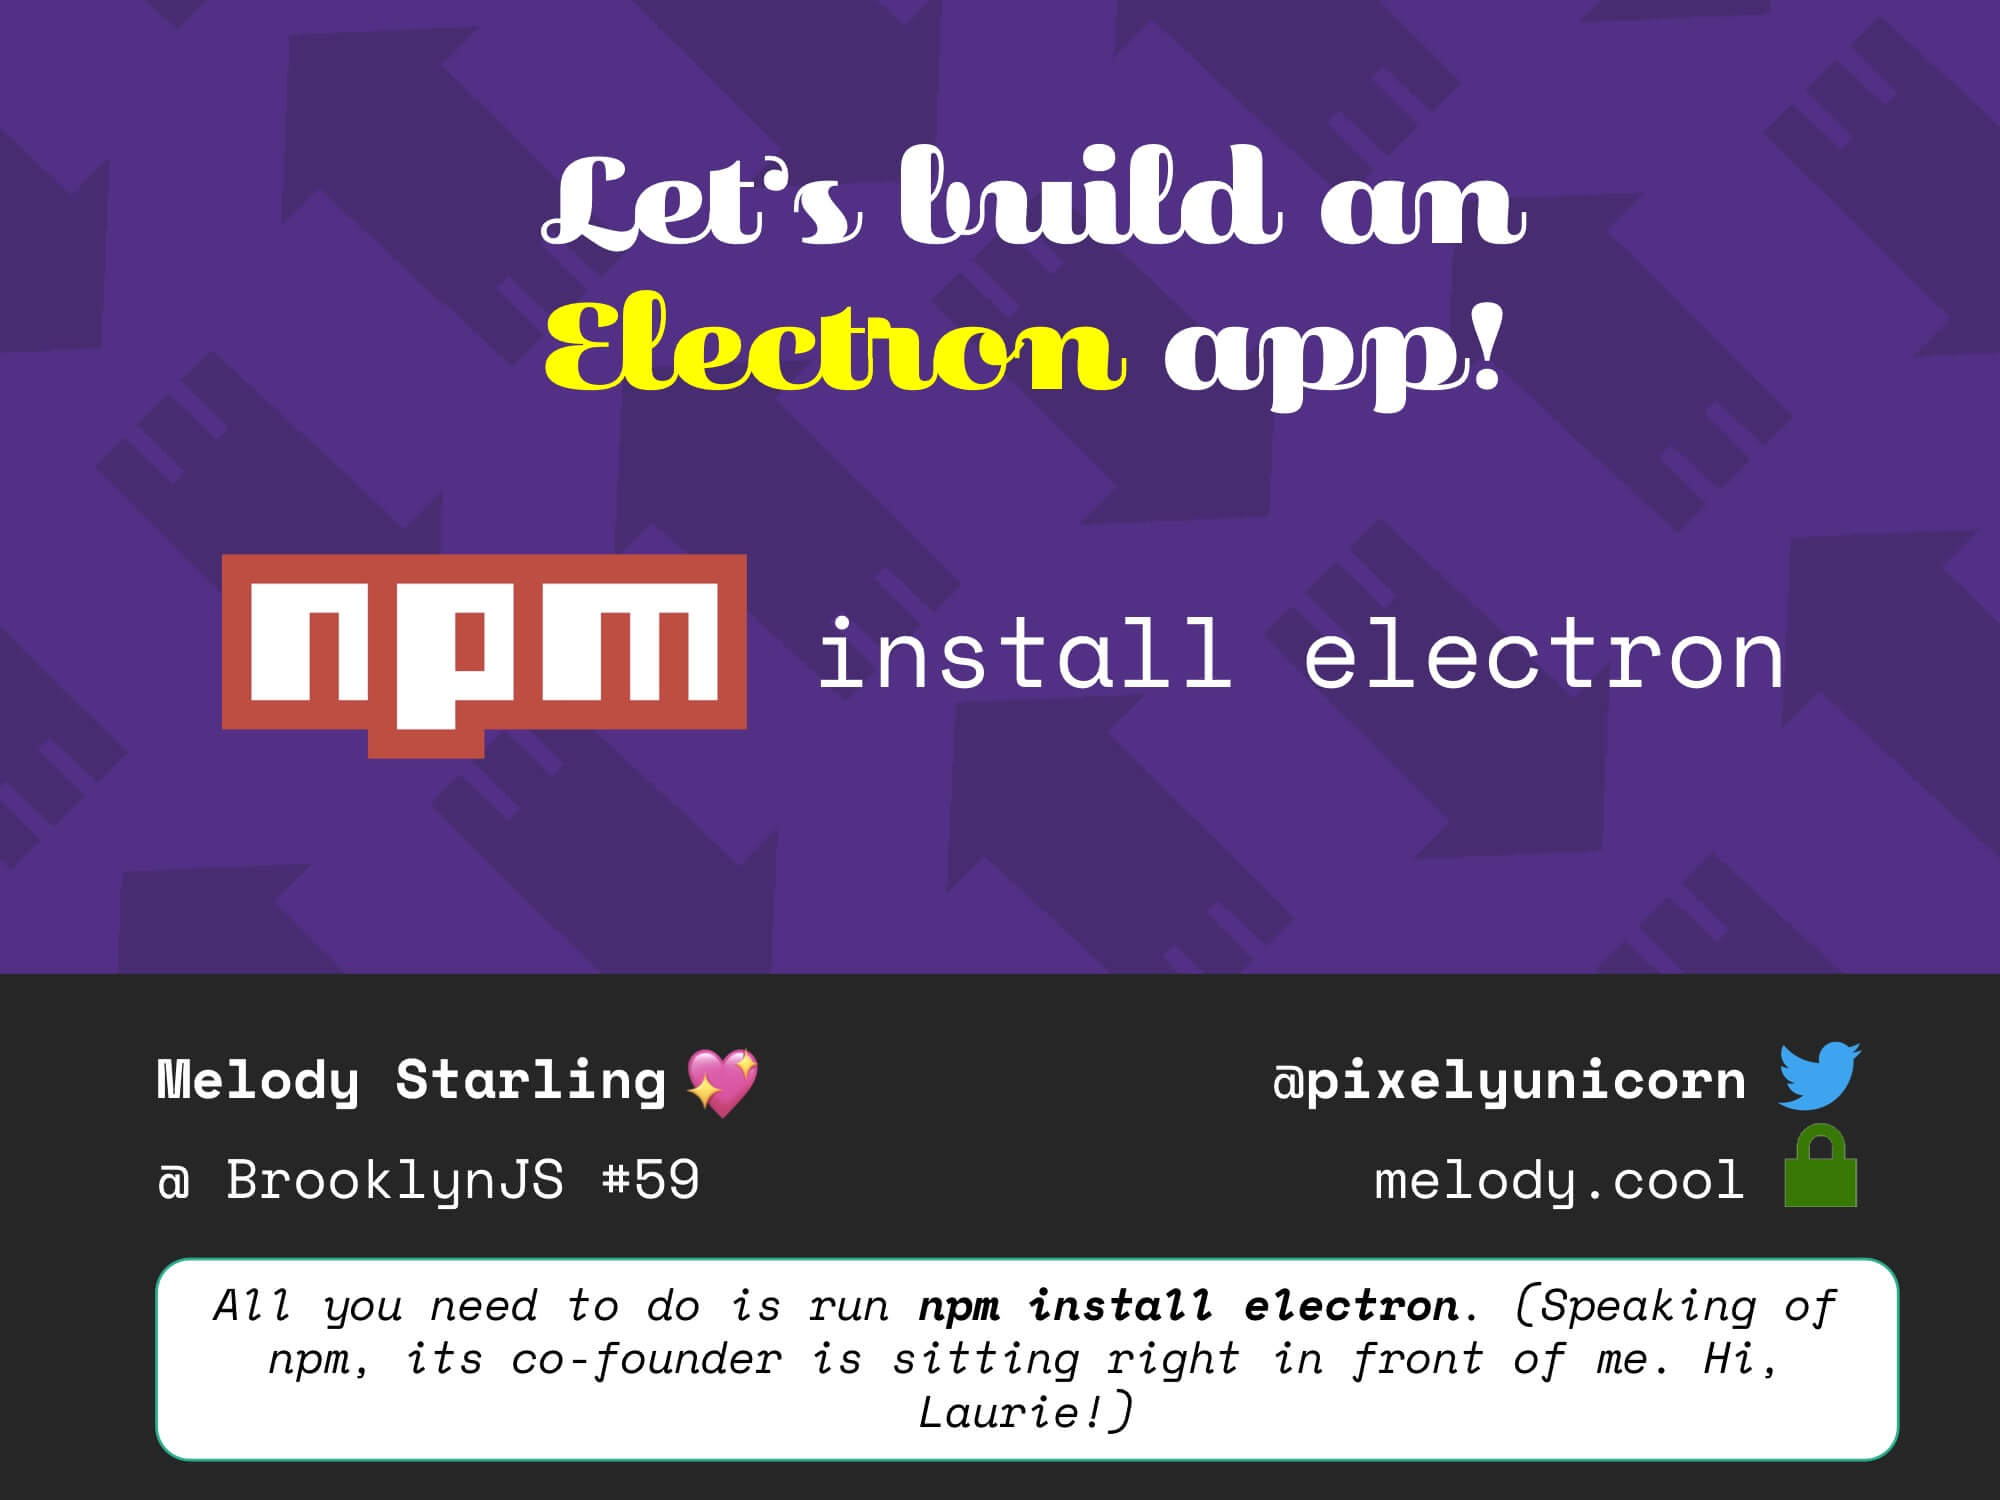 Let's build an
Electron app!
npm install electron
Melody Starling
@pixelyunicorn
@ BrooklynJS #59
melody.cool
All you need to do is run npm install electron. (Speaking of
npm, its co-founder is sitting right in front of me. Hi,
Laurie!)